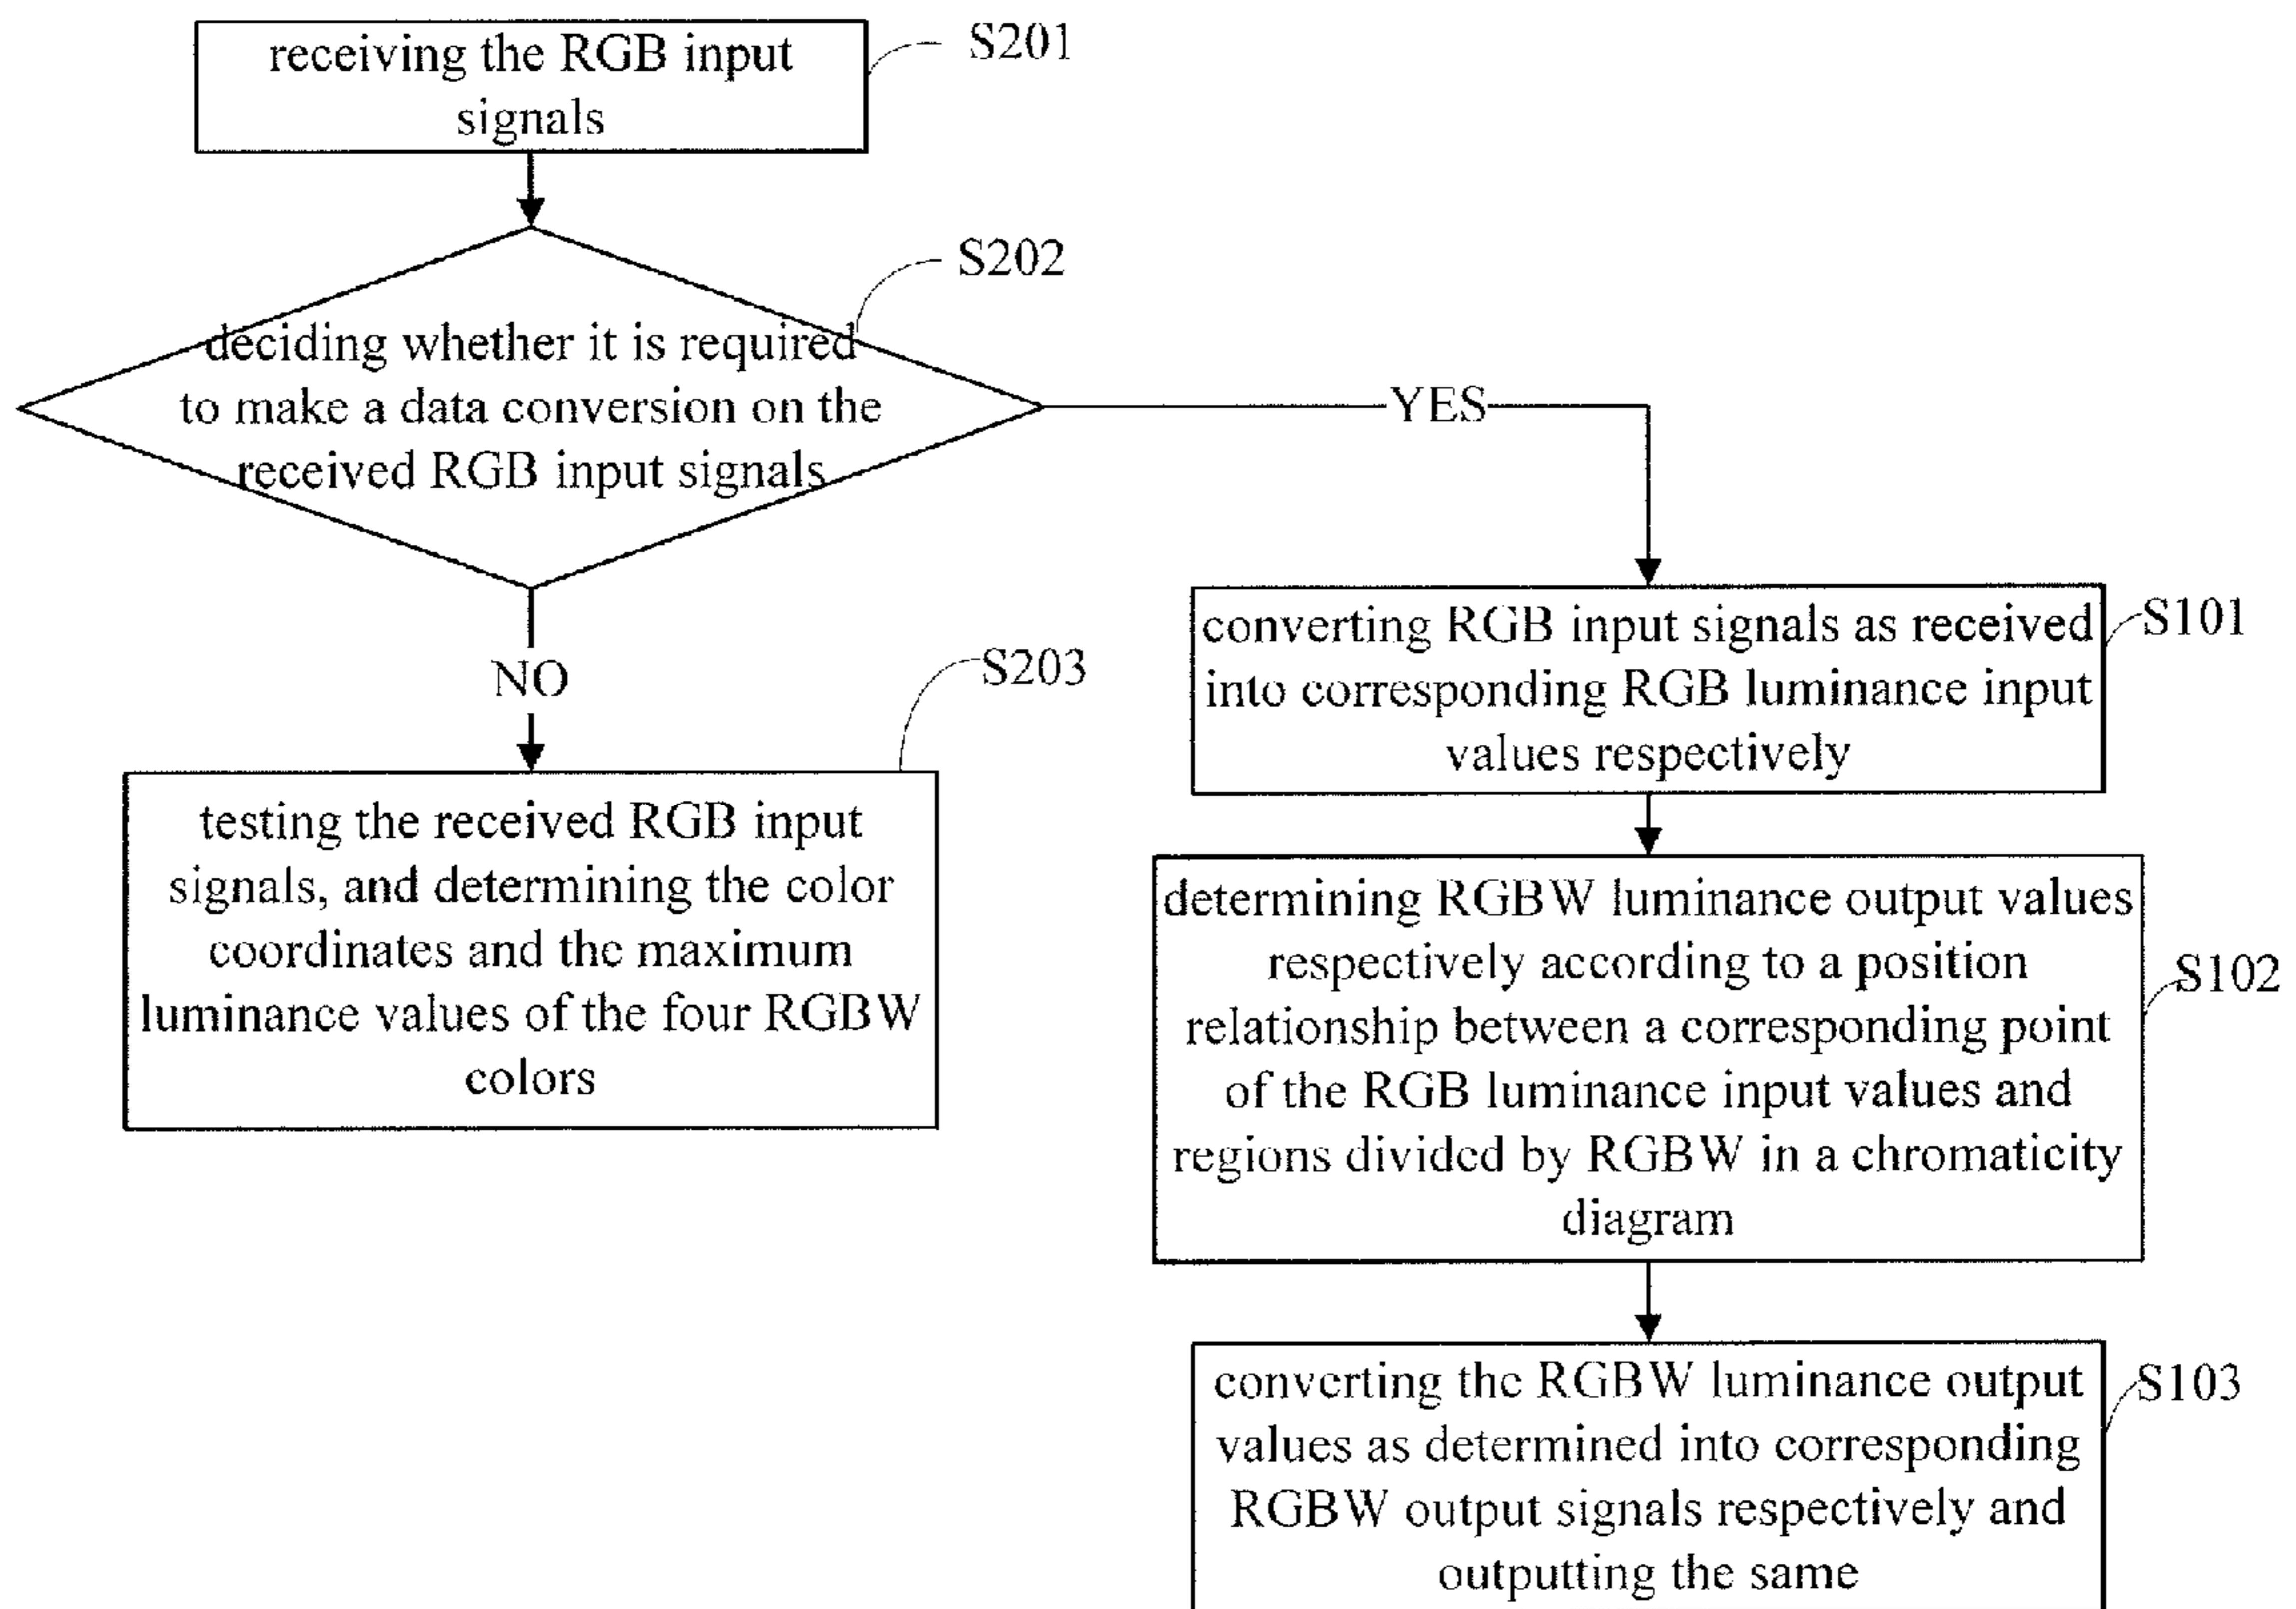 receiving the RGB input
signals
S201
deciding whether it is required
to make a data conversion on the
received RGB input signals
S202
YES
NO
testing the received RGB input
signals, and determining the color
coordinates and the maximum
luminance values of the four RGBW
colors
S203
converting RGB input signals as received
into corresponding RGB luminance input
values respectively
S101
determining RGBW luminance output values
respectively according to a position
relationship between a corresponding point
of the RGB luminance input values and
regions divided by RGBW in a chromaticity
diagram
S102
converting the RGBW luminance output
values as determined into corresponding
RGBW output signals respectively and
outputting the same
S103